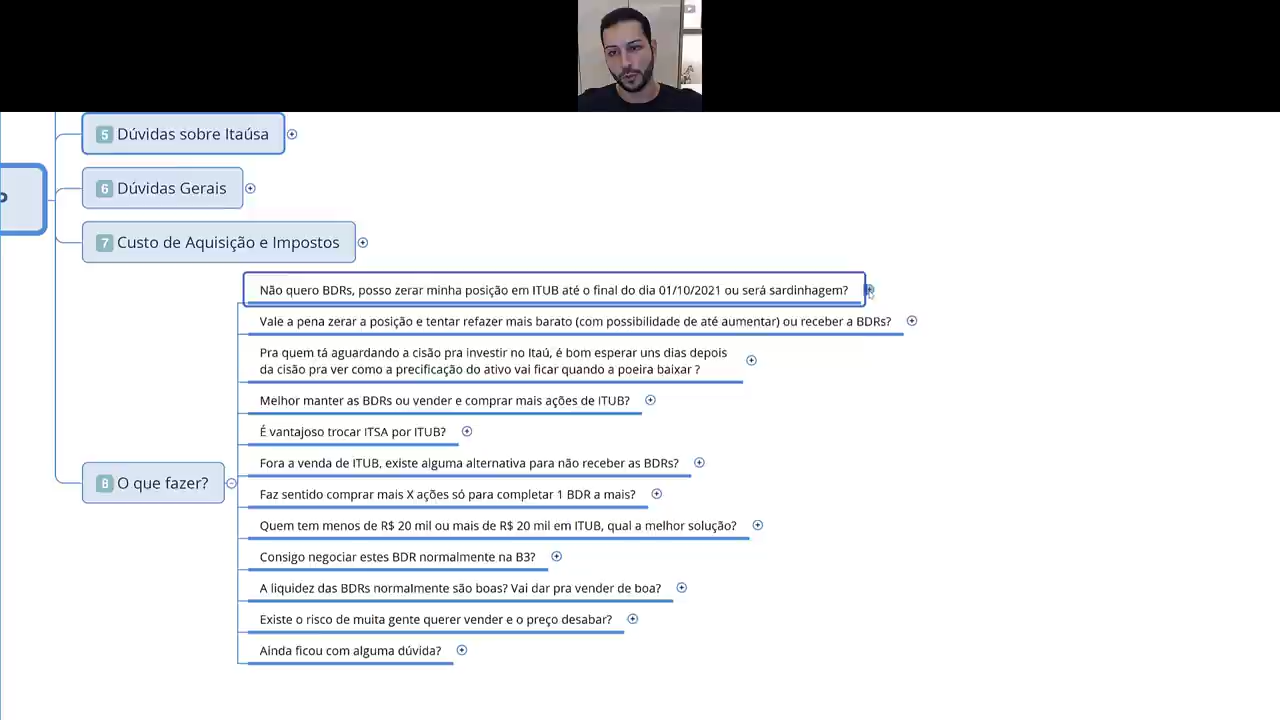 5 Dúvidas sobre Itaúsa
6 Dúvidas Gerais
7 Custo de Aquisição e Impostos
Não quero BDRs, posso zerar minha posição em ITUB até o final do dia 01/10/2021 ou será sardinhagem?
Vale a pena zerar a posição e tentar refazer mais barato (com possibilidade de até aumentar) ou receber a BDRs?
Pra quem tá aguardando a cisão pra investir no Itaú, é bom esperar uns dias depois
da cisão pra ver como a precificação do ativo vai ficar quando a poeira baixar ?
Melhor manter as BDRs ou vender e comprar mais ações de ITUB?
É vantajoso trocar ITSA por ITUB?
8 O que fazer?
Fora a venda de ITUB, existe alguma alternativa para não receber as BDRs?
Faz sentido comprar mais X ações só para completar 1 BDR a mais?
Quem tem menos de R$ 20 mil ou mais de R$ 20 mil em ITUB, qual a melhor solução?
Consigo negociar estes BDR normalmente na B3?
A liquidez das BDRs normalmente são boas? Vai dar pra vender de boa?
Existe o risco de muita gente querer vender e o preço desabar?
Ainda ficou com alguma dúvida?